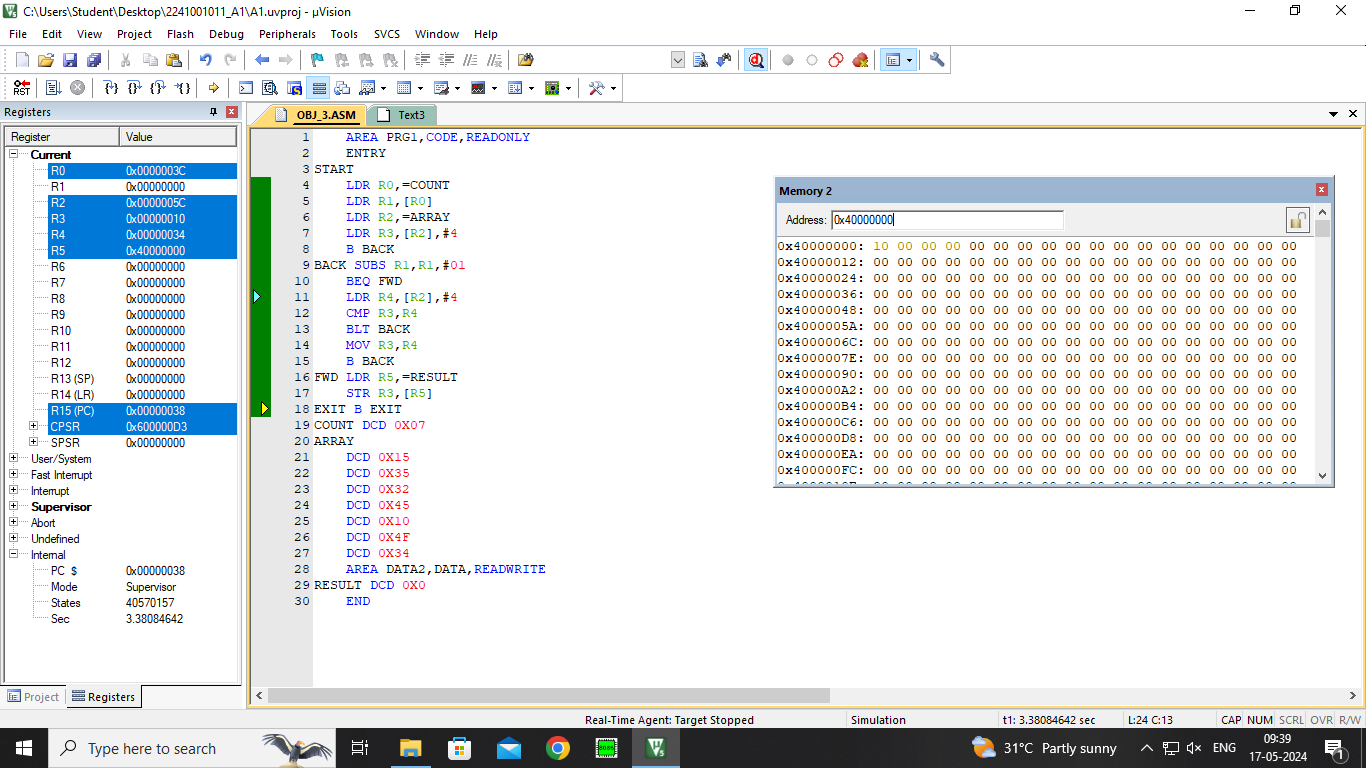 C:\Users\Student\Desktop\2241001011_A1\A1.uvproj - µVision
File Edit View Project Flash Debug Peripherals Tools SVCS Window Help
RST
Registers
Register Value
Current
R0 0x0000003C
R1 0x00000000
R2 0x0000005C
R3 0x00000010
R4 0x00000034
R5 0x40000000
R6 0x00000000
R7 0x00000000
R8 0x00000000
R9 0x00000000
R10 0x00000000
R11 0x00000000
R12 0x00000000
R13 (SP) 0x00000000
R14 (LR) 0x00000000
R15 (PC) 0x00000038
CPSR 0x600000D3
SPSR 0x00000000
User/System
Fast Interrupt
Interrupt
Supervisor
Abort
Undefined
Internal
PC $ 0x00000038
Mode Supervisor
States 40570157
Sec 3.38084642
Project Registers
OBJ_3.ASM Text3
1 AREA PRG1,CODE,READONLY
2 ENTRY
3 START
4 LDR R0,=COUNT
5 LDR R1,[R0]
6 LDR R2,=ARRAY
7 LDR R3,[R2],#4
8 B BACK
9 BACK SUBS R1,R1,#01
10 BEQ FWD
11 LDR R4,[R2],#4
12 CMP R3,R4
13 BLT BACK
14 MOV R3,R4
15 B BACK
16 FWD LDR R5,=RESULT
17 STR R3,[R5]
18 EXIT B EXIT
19 COUNT DCD 0X07
20 ARRAY
21 DCD 0X15
22 DCD 0X35
23 DCD 0X32
24 DCD 0X45
25 DCD 0X10
26 DCD 0X4F
27 DCD 0X34
28 AREA DATA2,DATA,READWRITE
29 RESULT DCD 0X0
30 END
Memory 2
Address: 0x40000000
0x40000000: 10 00 00 00 00 00 00 00 00 00 00 00 00 00 00 00 00 00
0x40000012: 00 00 00 00 00 00 00 00 00 00 00 00 00 00 00 00 00 00
0x40000024: 00 00 00 00 00 00 00 00 00 00 00 00 00 00 00 00 00 00
0x40000036: 00 00 00 00 00 00 00 00 00 00 00 00 00 00 00 00 00 00
0x40000048: 00 00 00 00 00 00 00 00 00 00 00 00 00 00 00 00 00 00
0x4000005A: 00 00 00 00 00 00 00 00 00 00 00 00 00 00 00 00 00 00
0x4000006C: 00 00 00 00 00 00 00 00 00 00 00 00 00 00 00 00 00 00
0x4000007E: 00 00 00 00 00 00 00 00 00 00 00 00 00 00 00 00 00 00
0x40000090: 00 00 00 00 00 00 00 00 00 00 00 00 00 00 00 00 00 00
0x400000A2: 00 00 00 00 00 00 00 00 00 00 00 00 00 00 00 00 00 00
0x400000B4: 00 00 00 00 00 00 00 00 00 00 00 00 00 00 00 00 00 00
0x400000C6: 00 00 00 00 00 00 00 00 00 00 00 00 00 00 00 00 00 00
0x400000D8: 00 00 00 00 00 00 00 00 00 00 00 00 00 00 00 00 00 00
0x400000EA: 00 00 00 00 00 00 00 00 00 00 00 00 00 00 00 00 00 00
0x400000FC: 00 00 00 00 00 00 00 00 00 00 00 00 00 00 00 00 00 00
Real-Time Agent: Target Stopped Simulation t1: 3.38084642 sec L:24 C:13 CAP NUM SCRL OVR R/W
Type here to search 8085 31°C Partly sunny ENG 09:39
17-05-2024 1